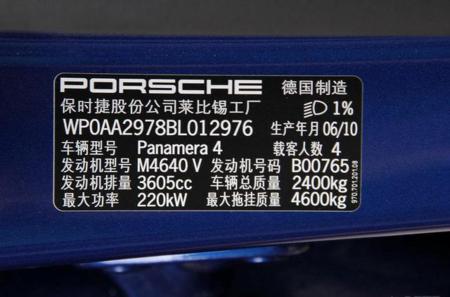 PORSCHE 德国制造
保时捷股份公司莱比锡工厂 1%
WP0AA2978BL012976 生产年月 06/10
车辆型号 Panamera 4 载客人数 4
发动机型号 M4640 V 发动机号码 B00765
发动机排量 3605cc 车辆总质量 2400kg
最大功率 220kW 最大拖挂质量 4600kg
970.701.201.08